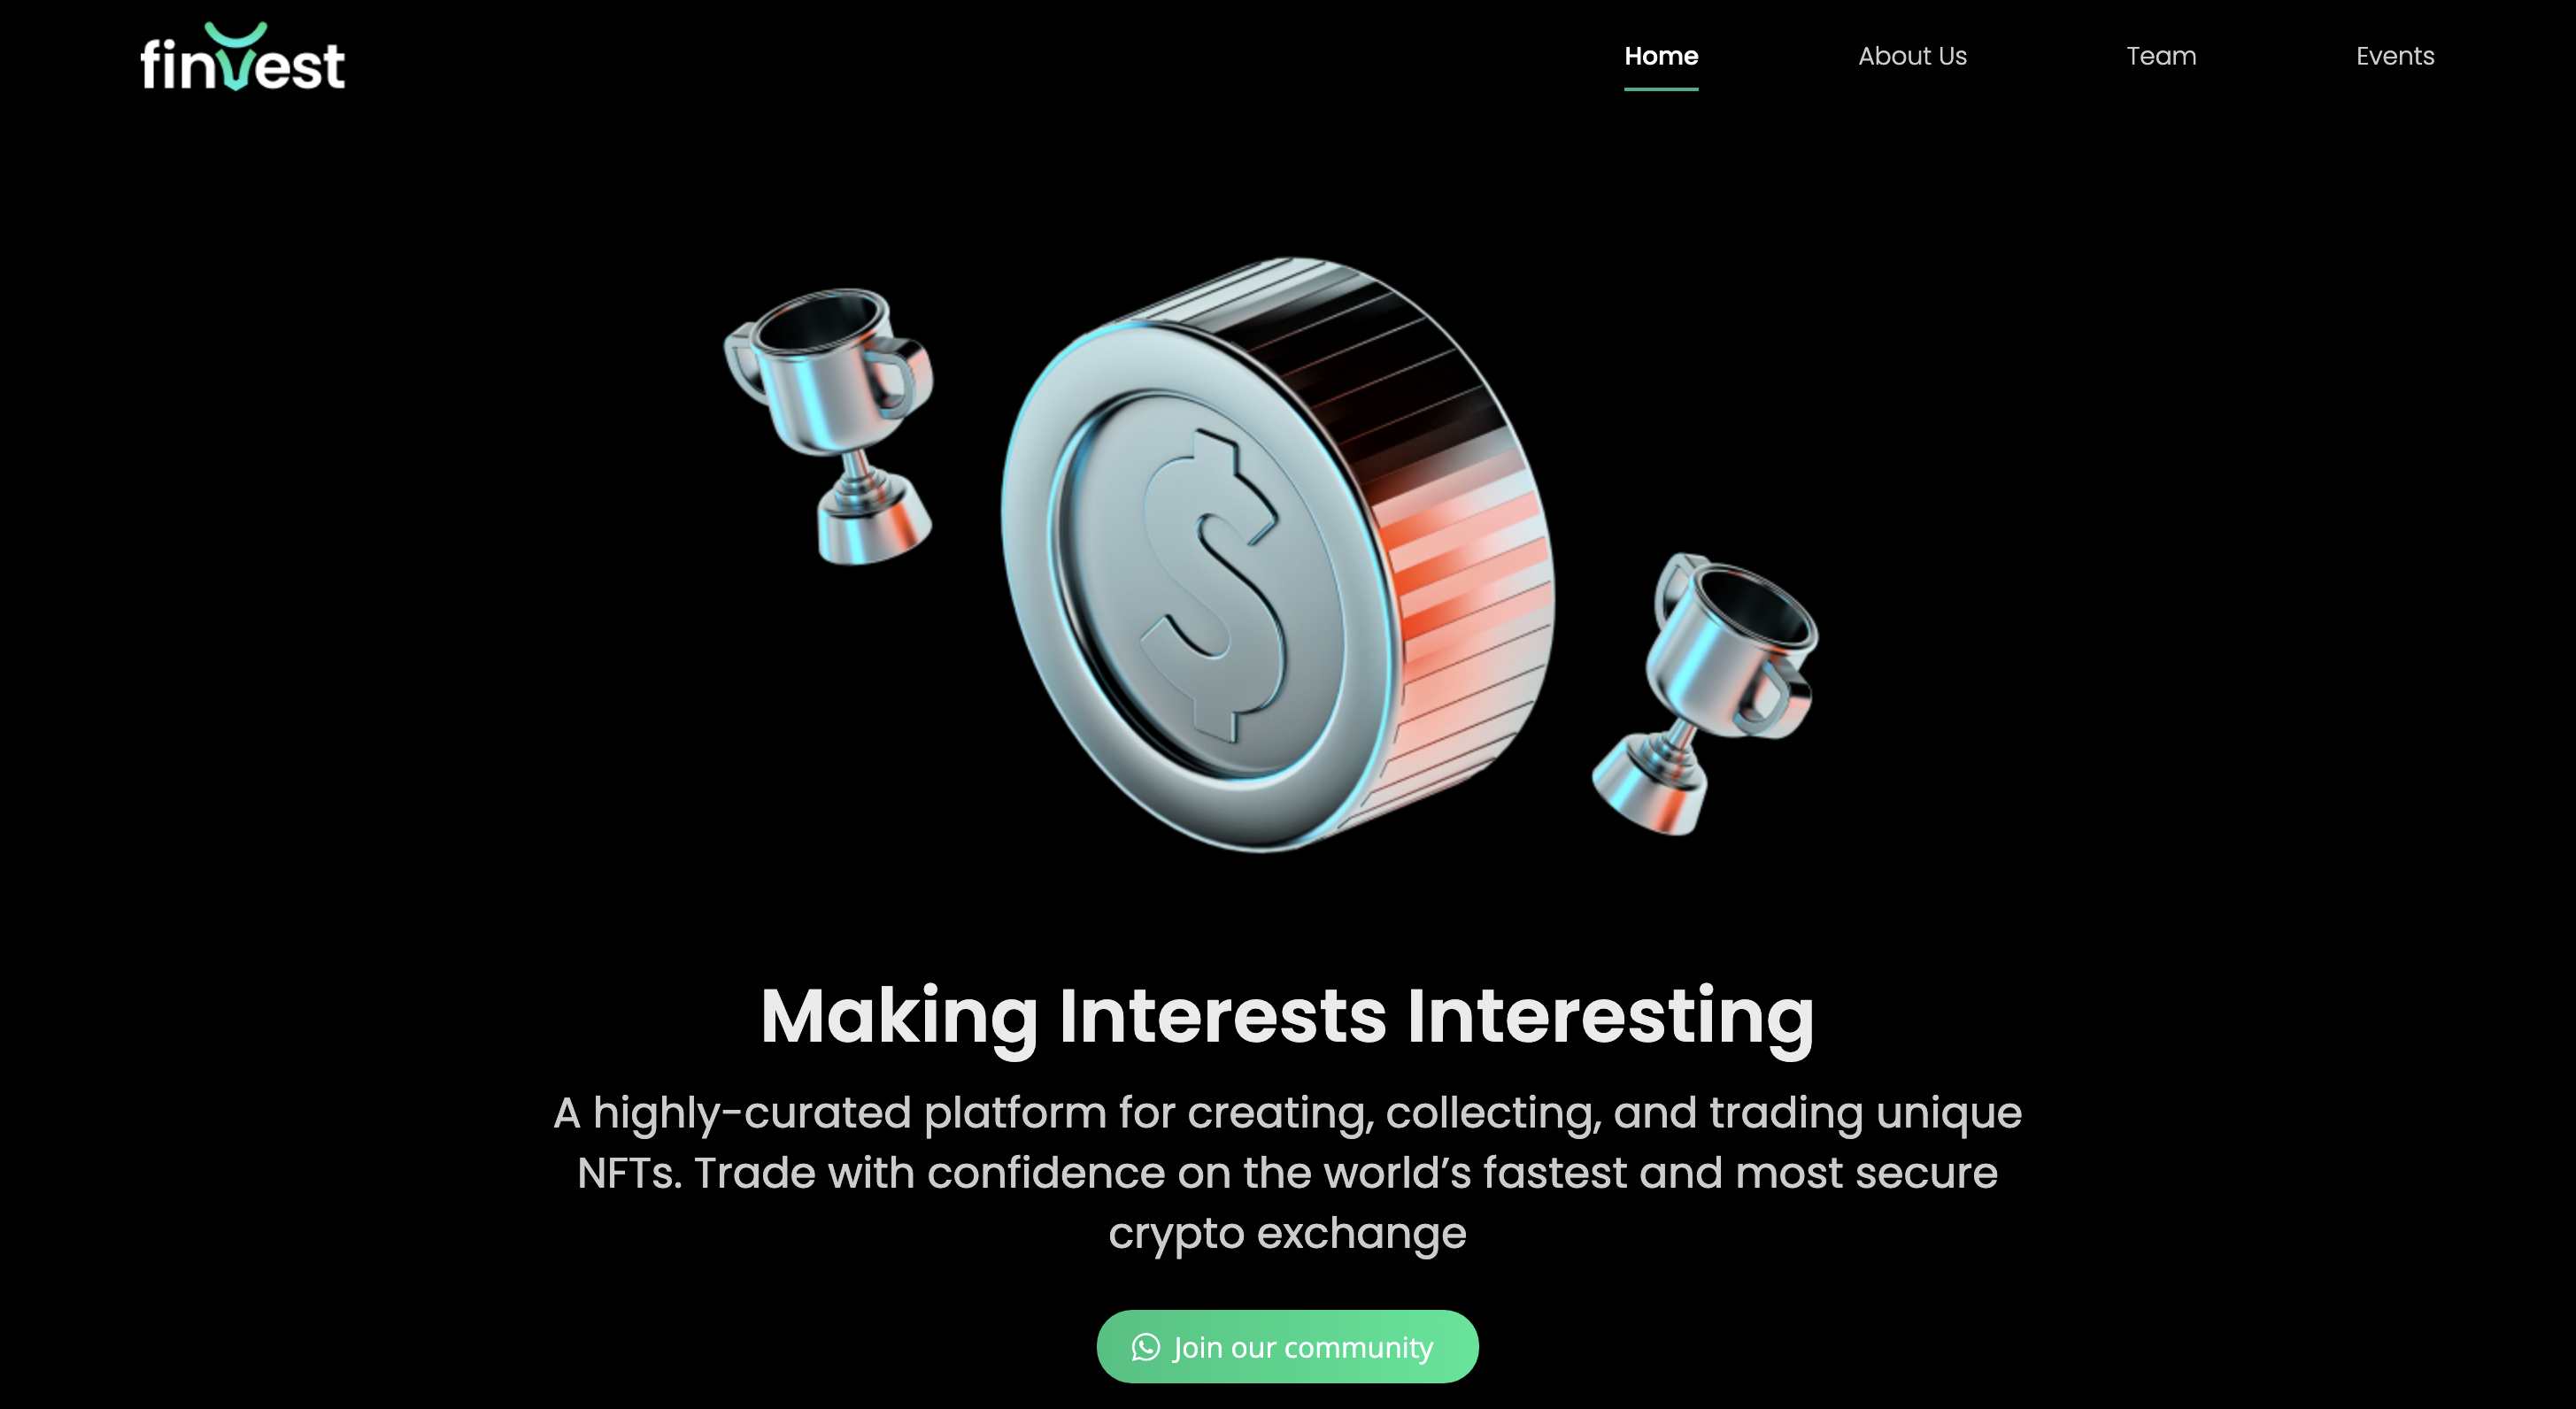 finvest
Home
About Us
Team
Events
$
Making Interests Interesting
A highly-curated platform for creating, collecting, and trading unique
NFTs. Trade with confidence on the world’s fastest and most secure
crypto exchange
Join our community